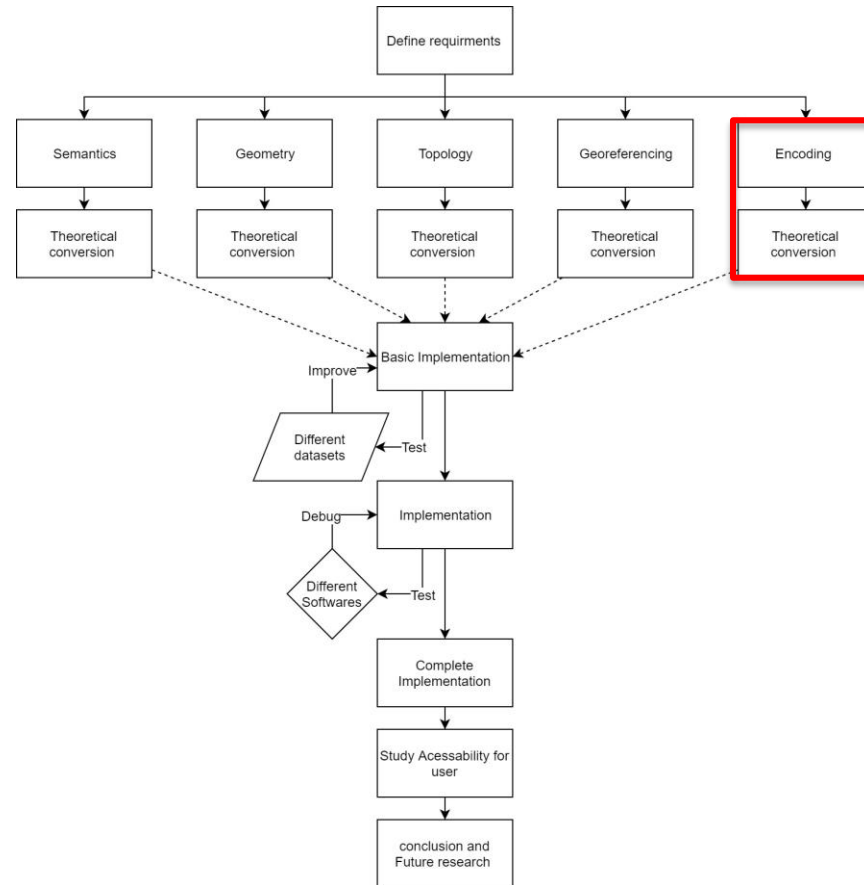 Define requirments
Semantics
Geometry
Topology
Georeferencing
Encoding
Theoretical
conversion
Theoretical
conversion
Theoretical
conversion
Theoretical
conversion
Theoretical
conversion
Basic Implementation
Improve
Different
datasets
Test
Debug
Implementation
Different
Softwares
Test
Complete
Implementation
Study Acessability for
user
conclusion and
Future research